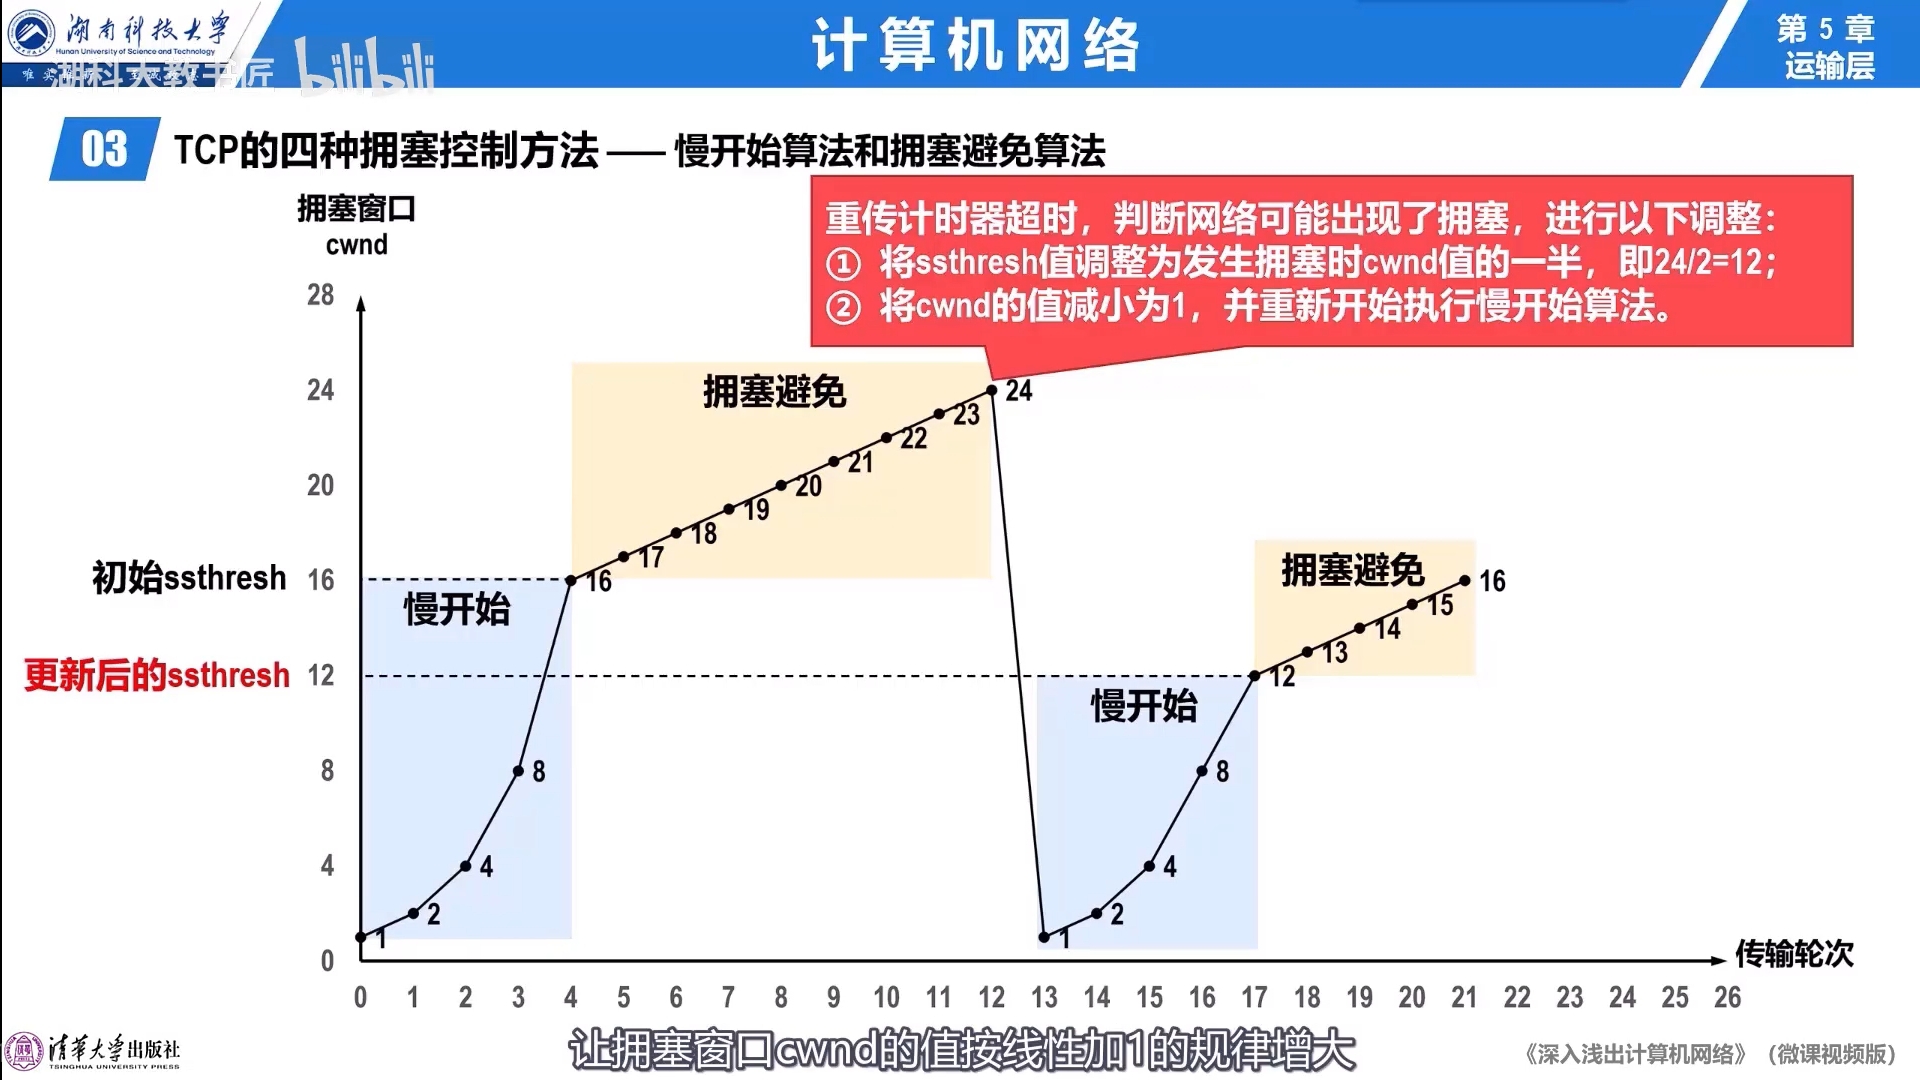 湖南科技大学
Hunan University of Science and Technology
湖科大教书匠
bilibili
计算机网络
第 5 章
运输层
03
TCP的四种拥塞控制方法 —— 慢开始算法和拥塞避免算法
拥塞窗口
cwnd
重传计时器超时，判断网络可能出现了拥塞，进行以下调整：
① 将ssthresh值调整为发生拥塞时cwnd值的一半，即24/2=12；
② 将cwnd的值减小为1，并重新开始执行慢开始算法。
28
24
拥塞避免
24
23
22
21
20
20
19
18
17
初始ssthresh
16
16
慢开始
拥塞避免
16
15
14
13
更新后的ssthresh
12
12
慢开始
8
8
8
4
4
4
2
2
1
1
0
传输轮次
0 1 2 3 4 5 6 7 8 9 10 11 12 13 14 15 16 17 18 19 20 21 22 23 24 25 26
让拥塞窗口cwnd的值按线性加1的规律增大
清华大学出版社
TSINGHUA UNIVERSITY PRESS
《深入浅出计算机网络》（微课视频版）